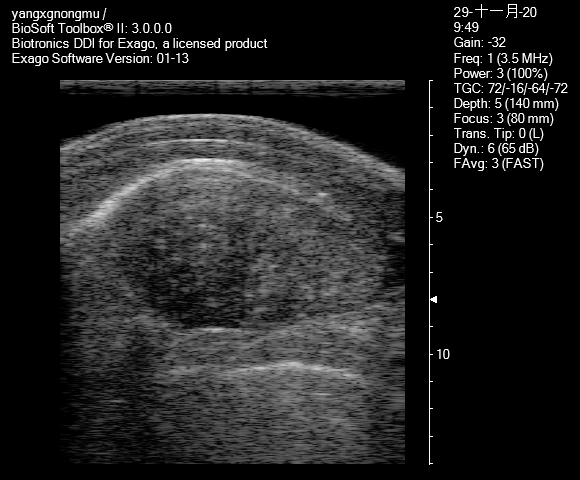 yangxgnongmu /
BioSoft Toolbox® II: 3.0.0.0
Biotronics DDI for Exago, a licensed product
Exago Software Version: 01-13
29-十一月-20
9:49
Gain: -32
Freq: 1 (3.5 MHz)
Power: 3 (100%)
TGC: 72/-16/-64/-72
Depth: 5 (140 mm)
Focus: 3 (80 mm)
Trans. Tip: 0 (L)
Dyn.: 6 (65 dB)
FAvg: 3 (FAST)
5
10